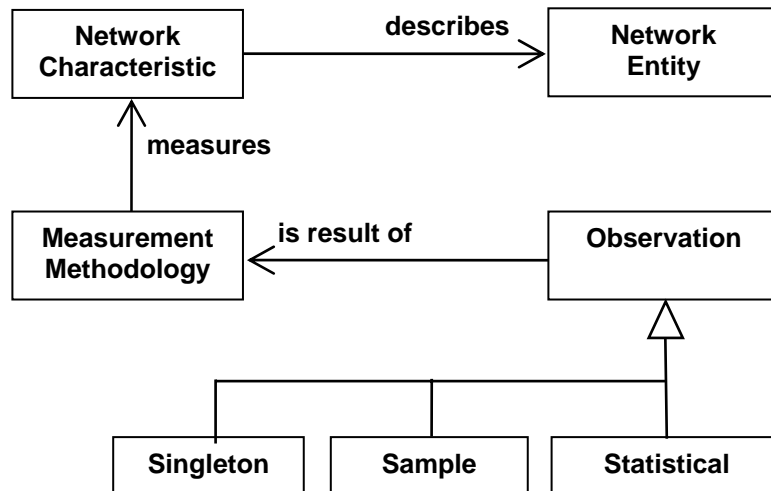 Network
Characteristic
describes
Network
Entity
measures
Measurement
Methodology
is result of
Observation
Singleton
Sample
Statistical